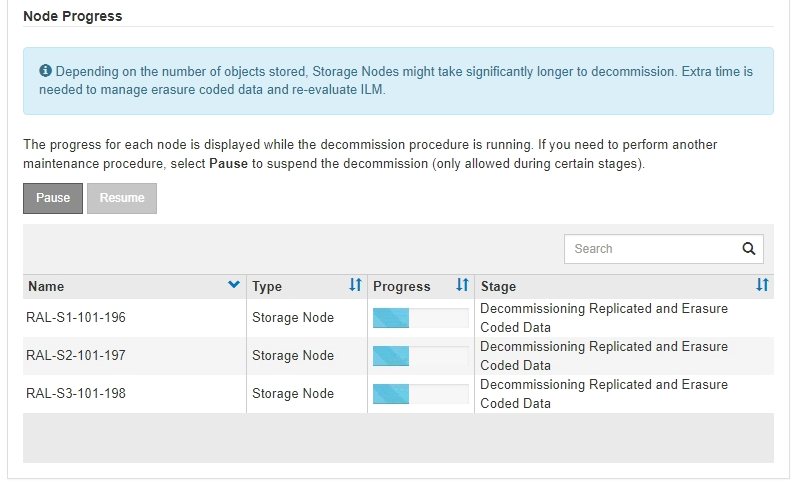 Node Progress
Depending on the number of objects stored, Storage Nodes might take significantly longer to decommission. Extra time is
needed to manage erasure coded data and re-evaluate ILM.
The progress for each node is displayed while the decommission procedure is running. If you need to perform another
maintenance procedure, select Pause to suspend the decommission (only allowed during certain stages).
Pause Resume
Search
Name Type Progress Stage
RAL-S1-101-196 Storage Node Decommissioning Replicated and Erasure
Coded Data
RAL-S2-101-197 Storage Node Decommissioning Replicated and Erasure
Coded Data
RAL-S3-101-198 Storage Node Decommissioning Replicated and Erasure
Coded Data